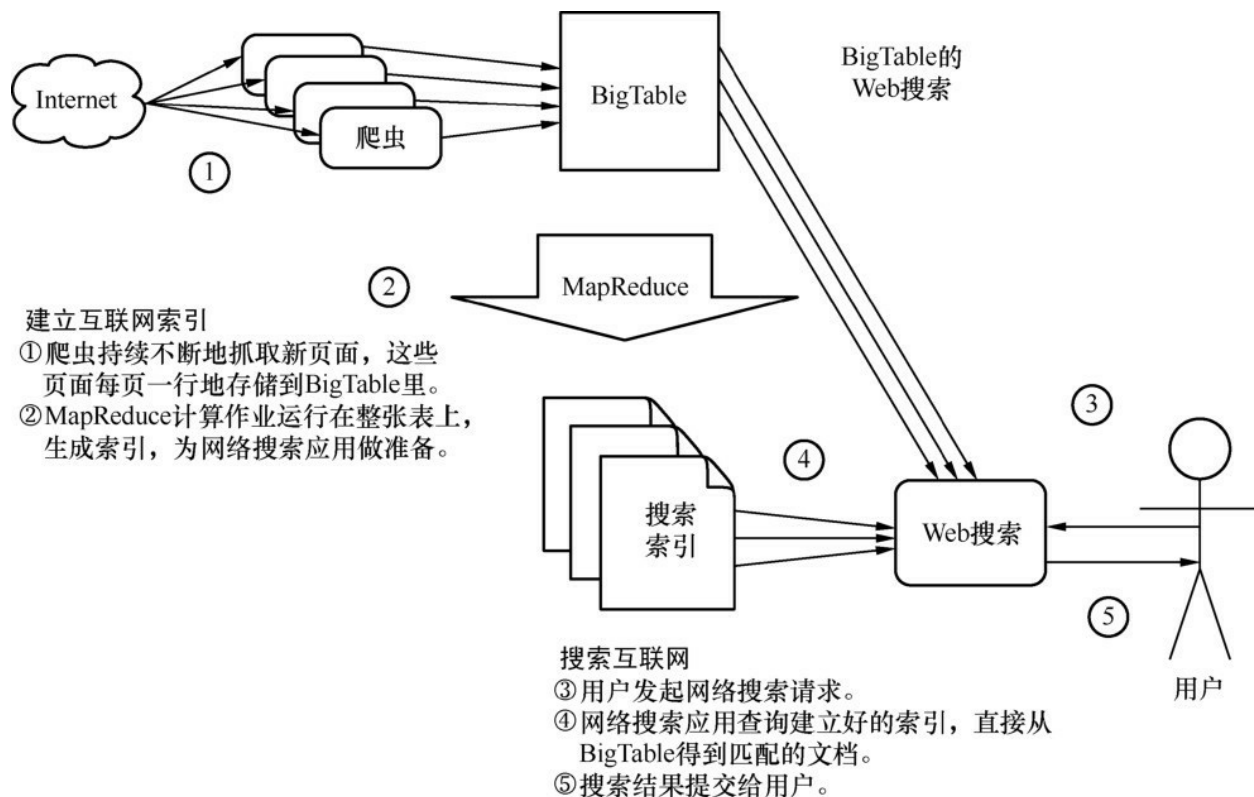 Internet
爬虫
BigTable
BigTable的
Web搜索
①
②
MapReduce
建立互联网索引
①爬虫持续不断地抓取新页面，这些
页面每页一行地存储到BigTable里。
②MapReduce计算作业运行在整张表上，
生成索引，为网络搜索应用做准备。
③
④
搜索
索引
Web搜索
⑤
用户
搜索互联网
③用户发起网络搜索请求。
④网络搜索应用查询建立好的索引，直接从
BigTable得到匹配的文档。
⑤搜索结果提交给用户。